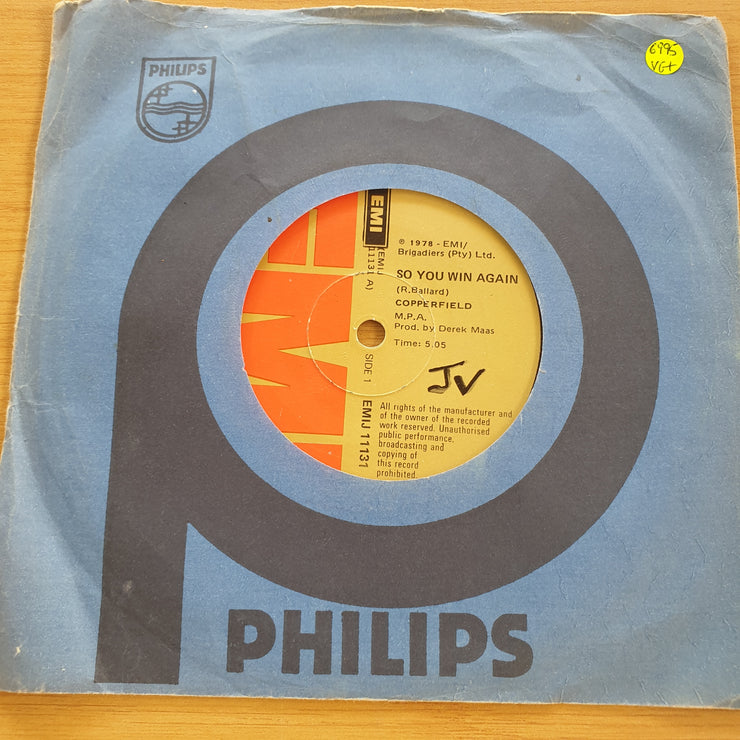 PHILIPS
E995
VG+
EMI
(EMIJ
11131 A)
℗ 1978 - EMI/
Brigadiers (Pty) Ltd.
SO YOU WIN AGAIN
(R.Ballard)
COPPERFIELD
M.P.A.
Prod. by Derek Maas
Time: 5.05
SIDE 1
EMIJ 11131
JV
All rights of the manufacturer and
of the owner of the recorded
work reserved. Unauthorised
public performance,
broadcasting and
copying of
this record
prohibited.
PHILIPS